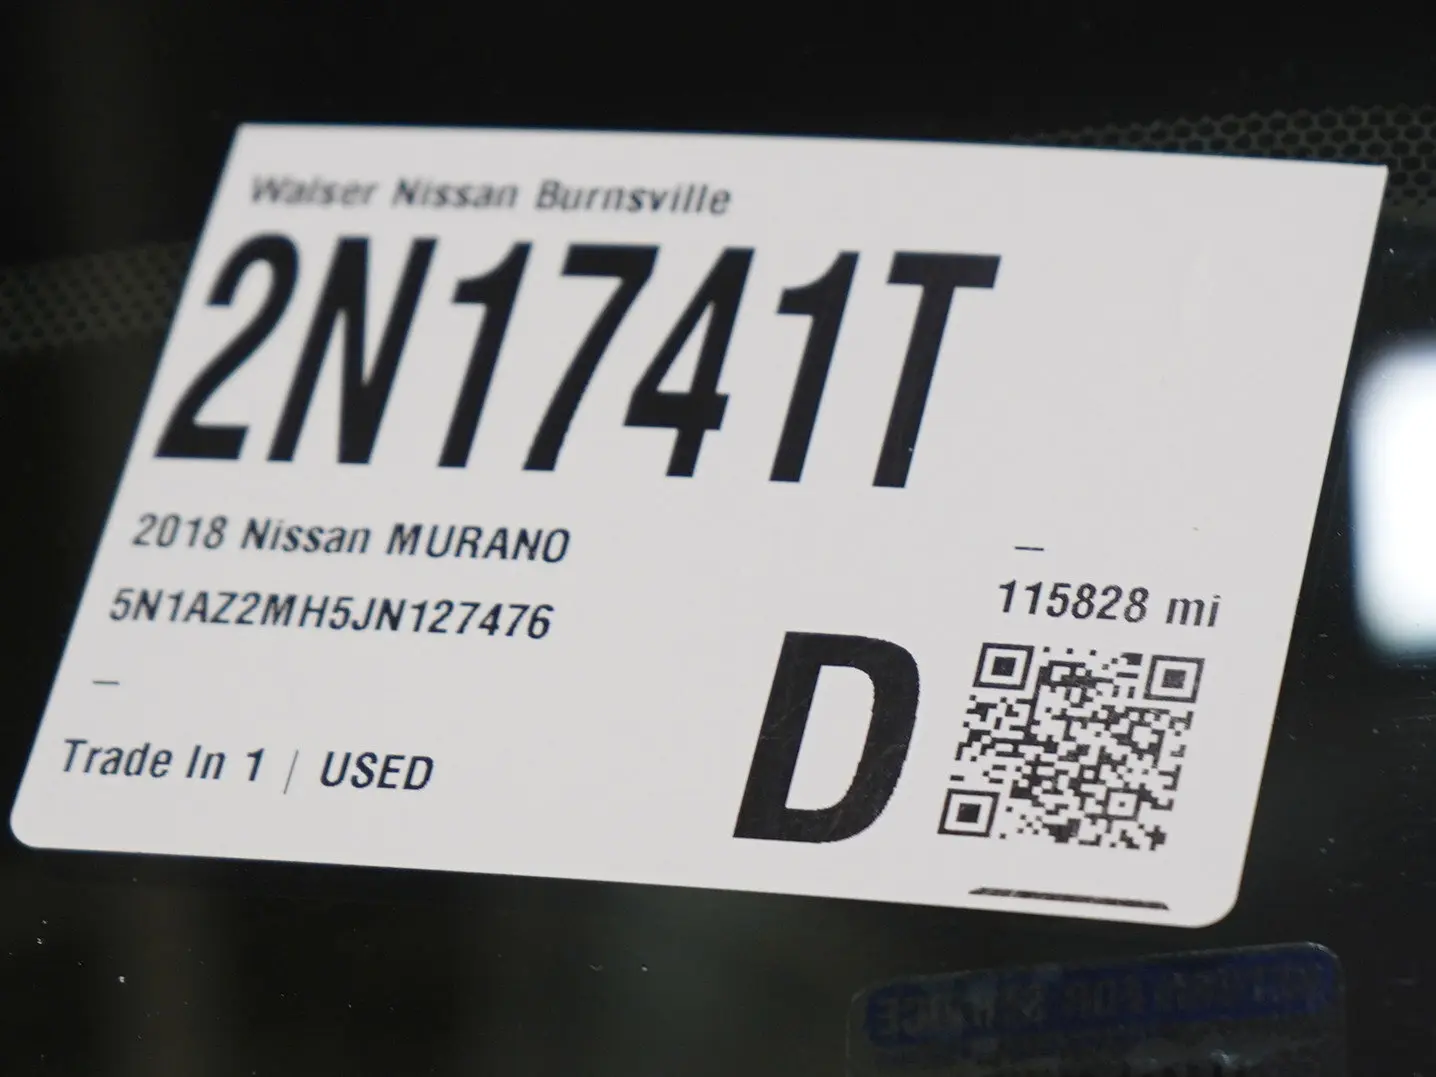 Walser Nissan Burnsville
2N1741T
2018 Nissan MURANO
5N1AZ2MH5JN127476
–
115828 mi
–
Trade In 1 | USED
D